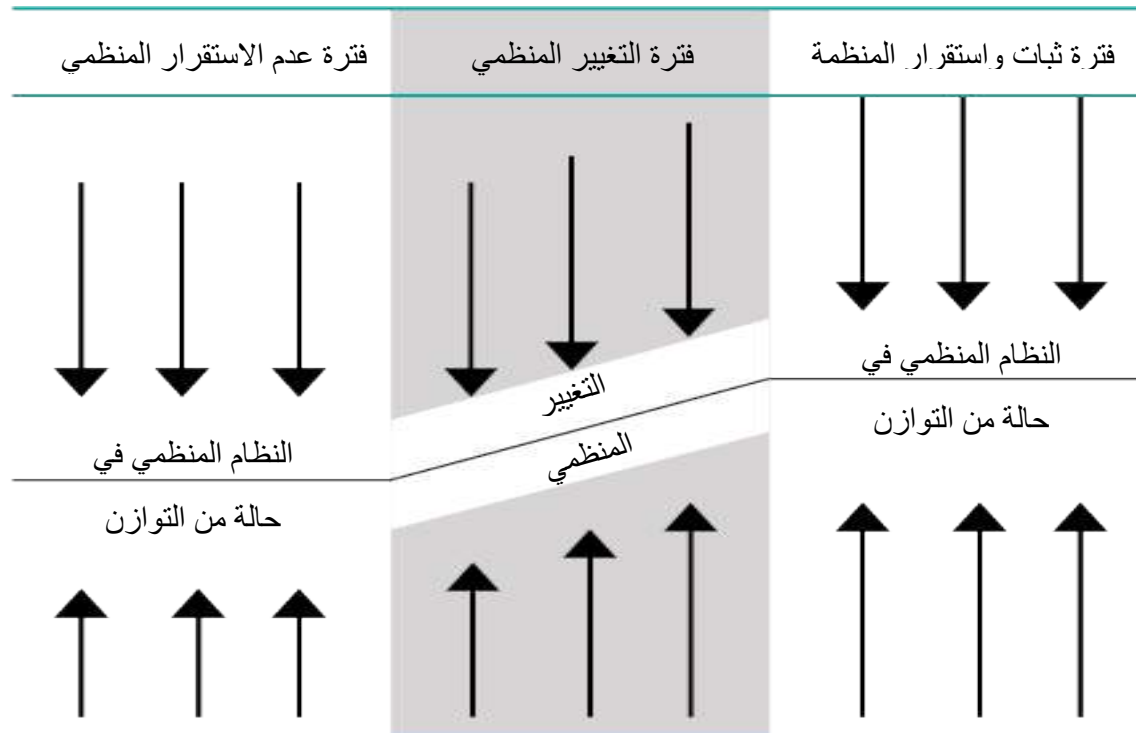 فترة ثبات واستقرار المنظمة
فترة التغيير المنظمي
فترة عدم الاستقرار المنظمي
النظام المنظمي في
حالة من التوازن
التغيير
المنظمي
النظام المنظمي في
حالة من التوازن